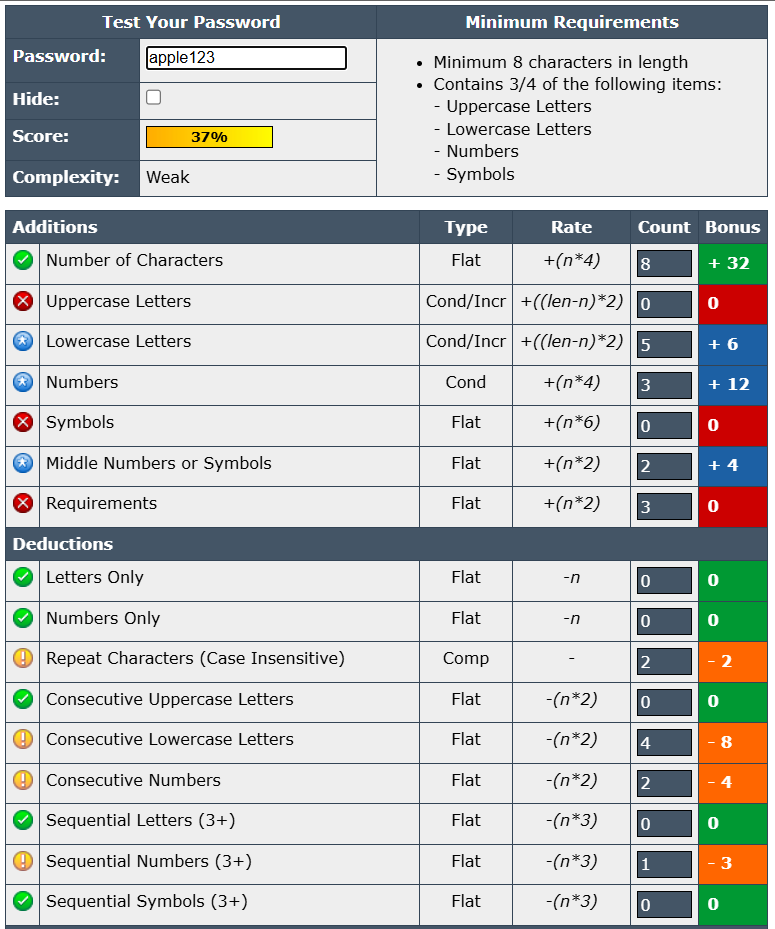 Test Your Password
Minimum Requirements
Password: apple123
Hide:
Score: 37%
Complexity: Weak
• Minimum 8 characters in length
• Contains 3/4 of the following items:
- Uppercase Letters
- Lowercase Letters
- Numbers
- Symbols
Additions Type Rate Count Bonus
Number of Characters Flat +(n*4) 8 + 32
Uppercase Letters Cond/Incr +((len-n)*2) 0 0
Lowercase Letters Cond/Incr +((len-n)*2) 5 + 6
Numbers Cond +(n*4) 3 + 12
Symbols Flat +(n*6) 0 0
Middle Numbers or Symbols Flat +(n*2) 2 + 4
Requirements Flat +(n*2) 3 0
Deductions
Letters Only Flat -n 0 0
Numbers Only Flat -n 0 0
Repeat Characters (Case Insensitive) Comp - 2 - 2
Consecutive Uppercase Letters Flat -(n*2) 0 0
Consecutive Lowercase Letters Flat -(n*2) 4 - 8
Consecutive Numbers Flat -(n*2) 2 - 4
Sequential Letters (3+) Flat -(n*3) 0 0
Sequential Numbers (3+) Flat -(n*3) 1 - 3
Sequential Symbols (3+) Flat -(n*3) 0 0